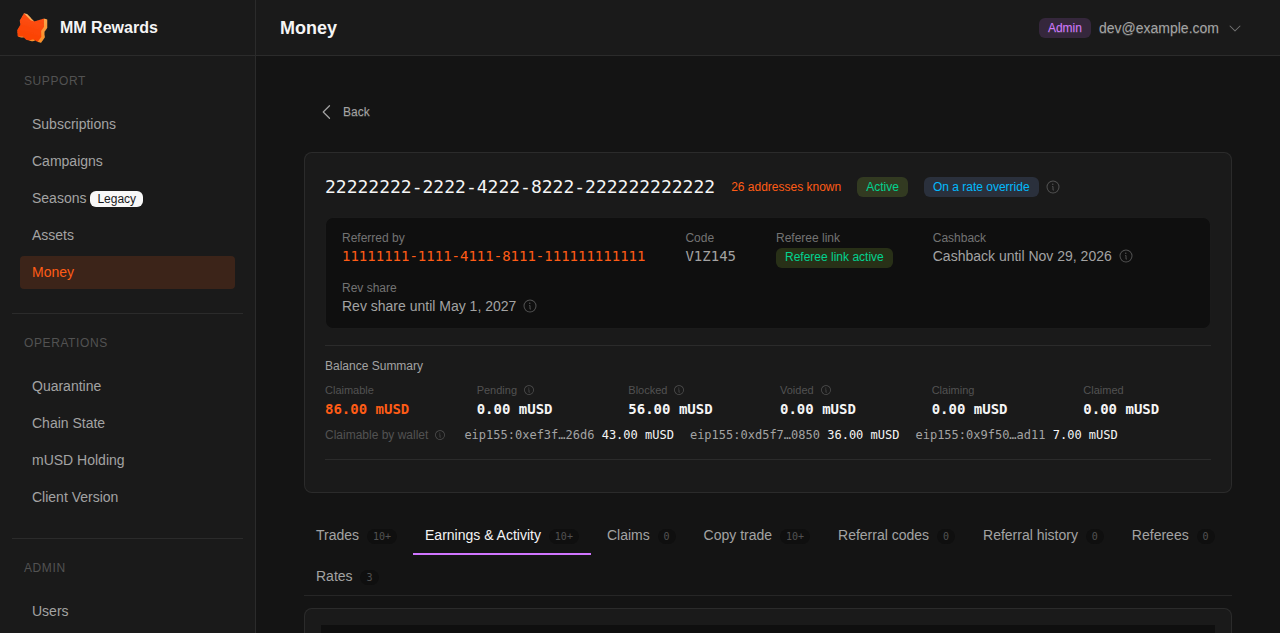 MM Rewards
Money
Admin
dev@example.com
SUPPORT
Subscriptions
Campaigns
Seasons Legacy
Assets
Money
OPERATIONS
Quarantine
Chain State
mUSD Holding
Client Version
ADMIN
Users
Back
22222222-2222-4222-8222-222222222222 26 addresses known Active On a rate override
Referred by Code Referee link Cashback
11111111-1111-4111-8111-111111111111 V1Z145 Referee link active Cashback until Nov 29, 2026
Rev share
Rev share until May 1, 2027
Balance Summary
Claimable Pending Blocked Voided Claiming Claimed
86.00 mUSD 0.00 mUSD 56.00 mUSD 0.00 mUSD 0.00 mUSD 0.00 mUSD
Claimable by wallet eip155:0xef3f…26d6 43.00 mUSD eip155:0xd5f7…0850 36.00 mUSD eip155:0x9f50…ad11 7.00 mUSD
Trades 10+ Earnings & Activity 10+ Claims 0 Copy trade 10+ Referral codes 0 Referral history 0 Referees 0
Rates 3